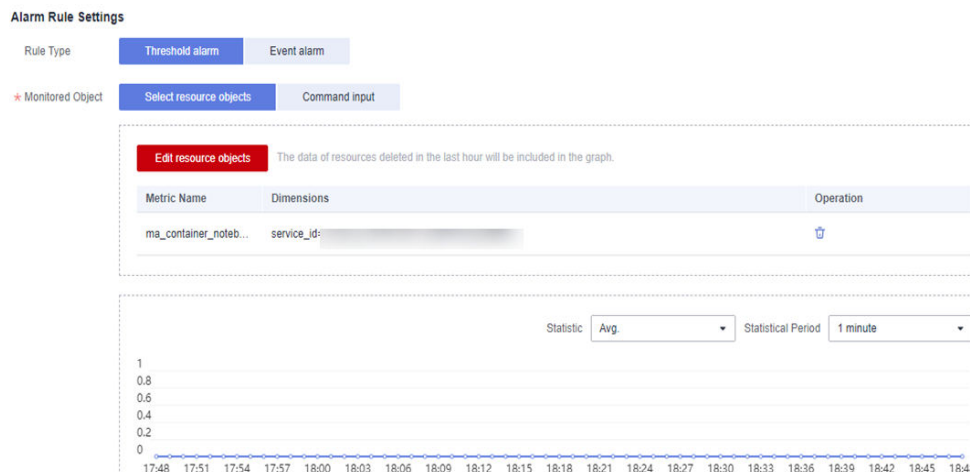 Alarm Rule Settings
Rule Type Threshold alarm Event alarm
* Monitored Object Select resource objects Command input
Edit resource objects The data of resources deleted in the last hour will be included in the graph.
Metric Name Dimensions Operation
ma_container_noteb... service_id=
Statistic Avg. Statistical Period 1 minute
1
0.8
0.6
0.4
0.2
0
17:48 17:51 17:54 17:57 18:00 18:03 18:06 18:09 18:12 18:15 18:18 18:21 18:24 18:27 18:30 18:33 18:36 18:39 18:42 18:45